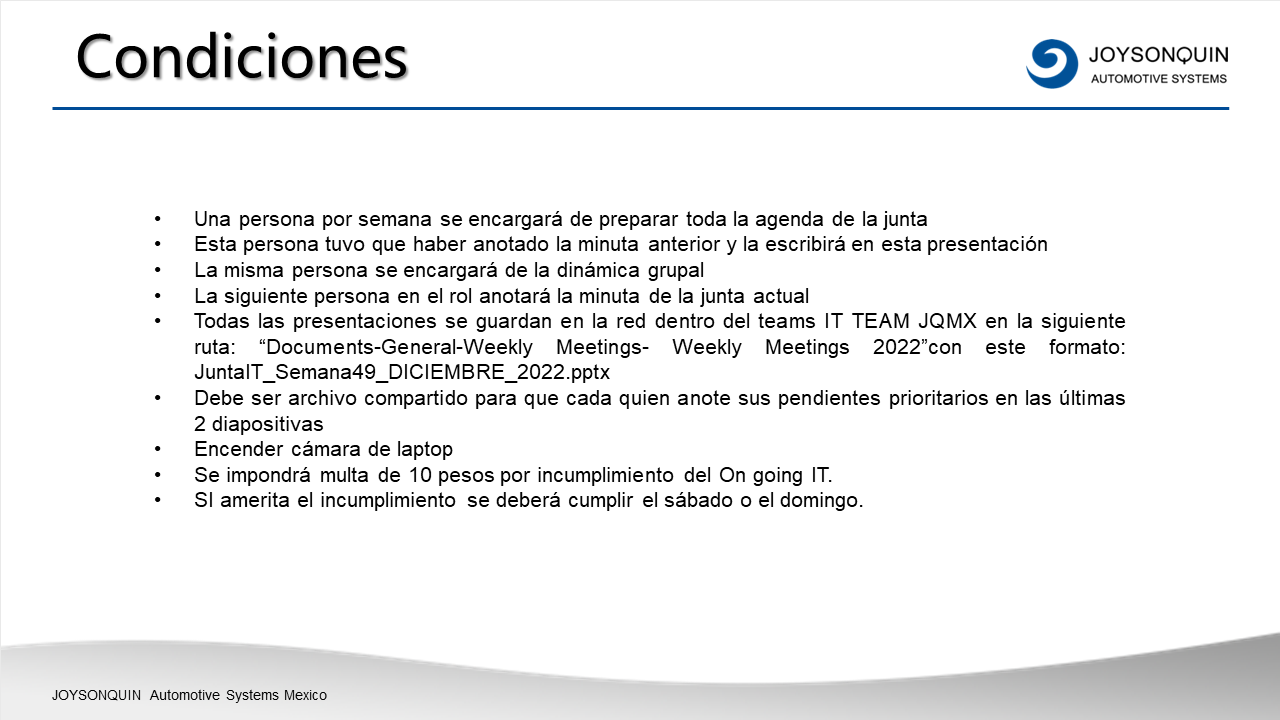 Condiciones
JOYSONQUIN
AUTOMOTIVE SYSTEMS
• Una persona por semana se encargará de preparar toda la agenda de la junta
• Esta persona tuvo que haber anotado la minuta anterior y la escribirá en esta presentación
• La misma persona se encargará de la dinámica grupal
• La siguiente persona en el rol anotará la minuta de la junta actual
• Todas las presentaciones se guardan en la red dentro del teams IT TEAM JQMX en la siguiente
ruta: “Documents-General-Weekly Meetings- Weekly Meetings 2022”con este formato:
JuntaIT_Semana49_DICIEMBRE_2022.pptx
• Debe ser archivo compartido para que cada quien anote sus pendientes prioritarios en las últimas
2 diapositivas
• Encender cámara de laptop
• Se impondrá multa de 10 pesos por incumplimiento del On going IT.
• SI amerita el incumplimiento se deberá cumplir el sábado o el domingo.
JOYSONQUIN Automotive Systems Mexico